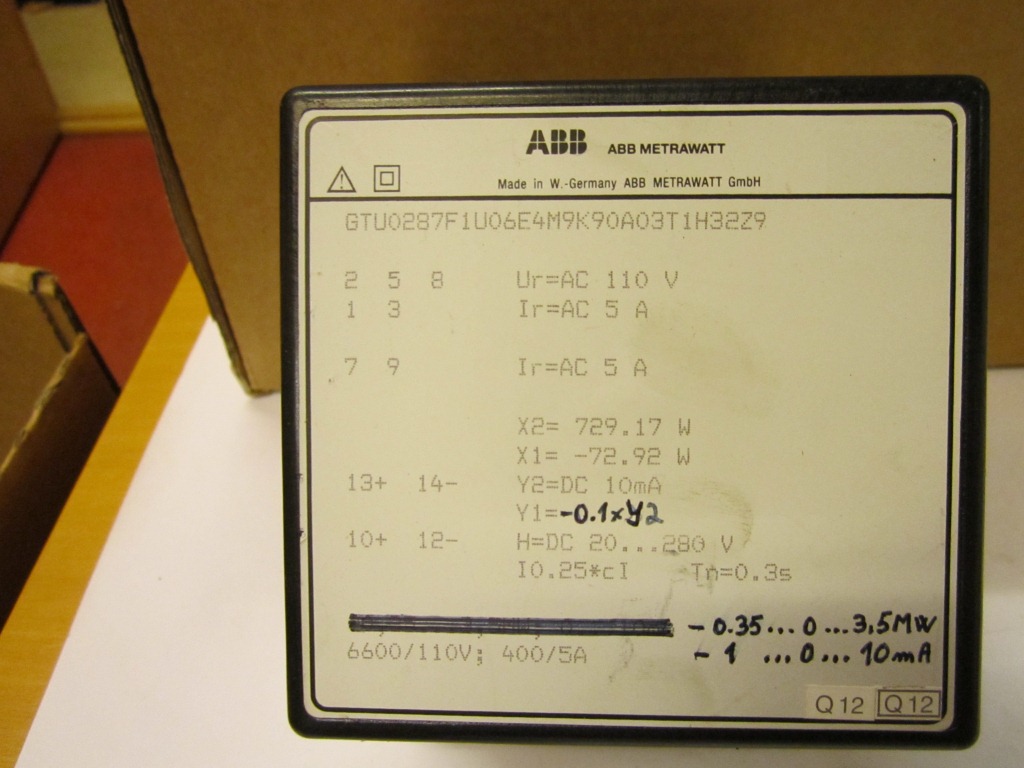 ABB ABB METRAWATT
Made in W.-Germany ABB METRAWATT GmbH
GTU0287F1U06E4M9K90A03T1H32Z9
2 5 8 Ur=AC 110 V
1 3 Ir=AC 5 A
7 9 Ir=AC 5 A
X2= 729.17 W
X1= -72.92 W
13+ 14- Y2=DC 10mA
Y1=-0.1xY2
10+ 12- H=DC 20...280 V
I0.25*cI Tn=0.3s
-0.35...0...3,5MW
6600/110V; 400/5A -1 ...0...10mA
Q12 Q12